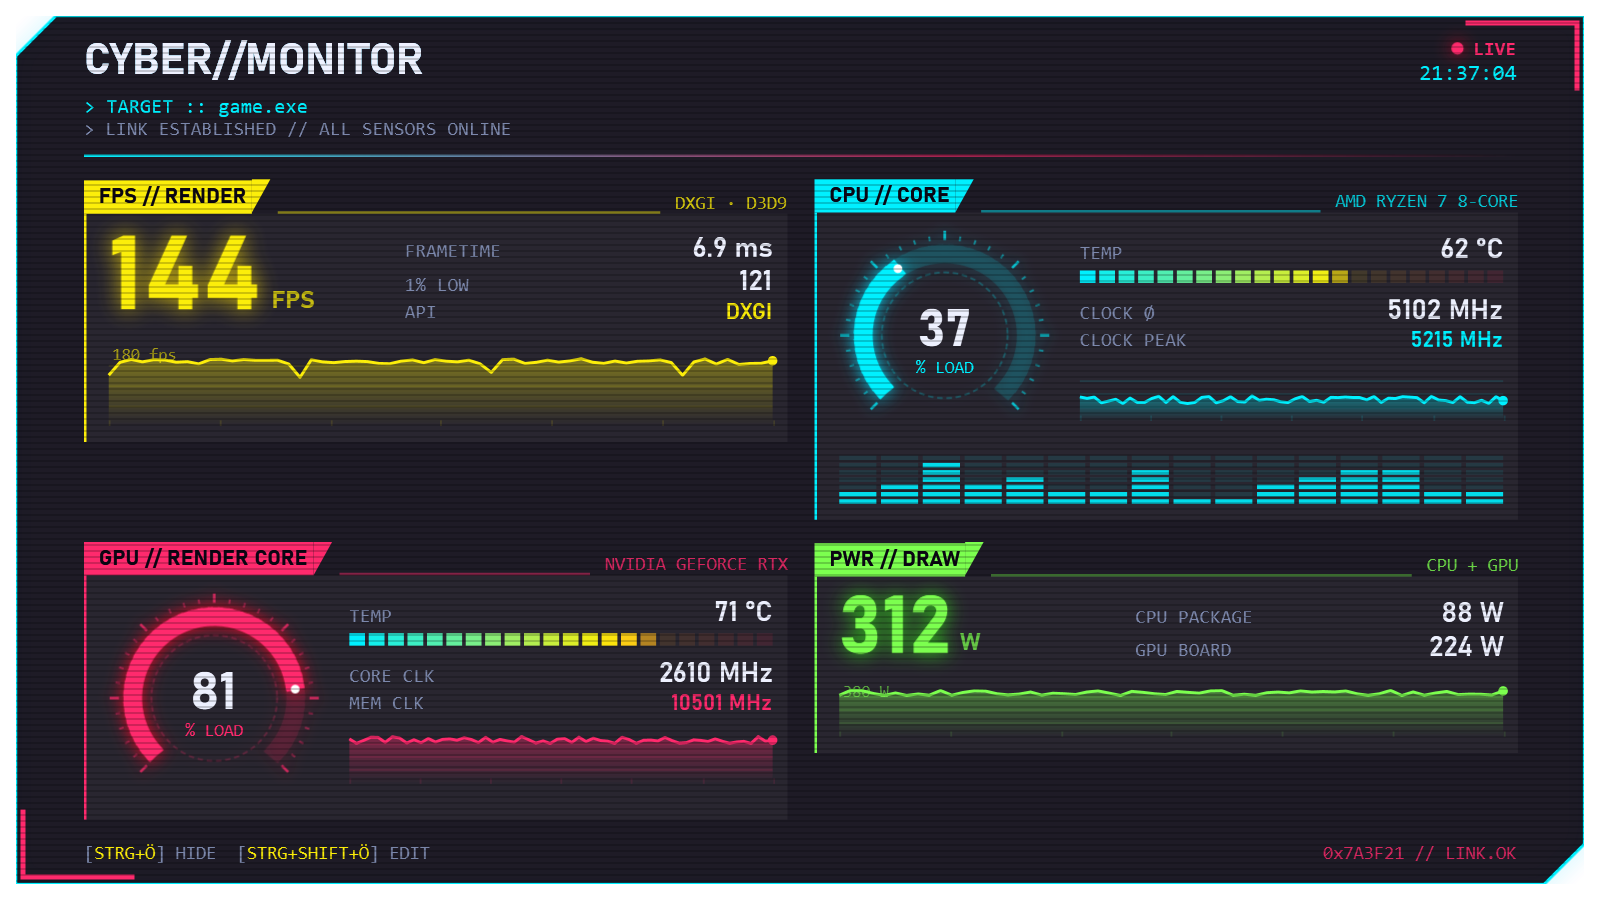 CYBER//MONITOR
LIVE
21:37:04
> TARGET :: game.exe
> LINK ESTABLISHED // ALL SENSORS ONLINE
FPS // RENDER
DXGI · D3D9
144 FPS
FRAMETIME 6.9 ms
1% LOW 121
API DXGI
180 fps
CPU // CORE
AMD RYZEN 7 8-CORE
37
% LOAD
TEMP 62 °C
CLOCK Ø 5102 MHz
CLOCK PEAK 5215 MHz
GPU // RENDER CORE
NVIDIA GEFORCE RTX
81
% LOAD
TEMP 71 °C
CORE CLK 2610 MHz
MEM CLK 10501 MHz
PWR // DRAW
CPU + GPU
312 W
CPU PACKAGE 88 W
GPU BOARD 224 W
380 W
[STRG+Ö] HIDE [STRG+SHIFT+Ö] EDIT
0x7A3F21 // LINK.OK